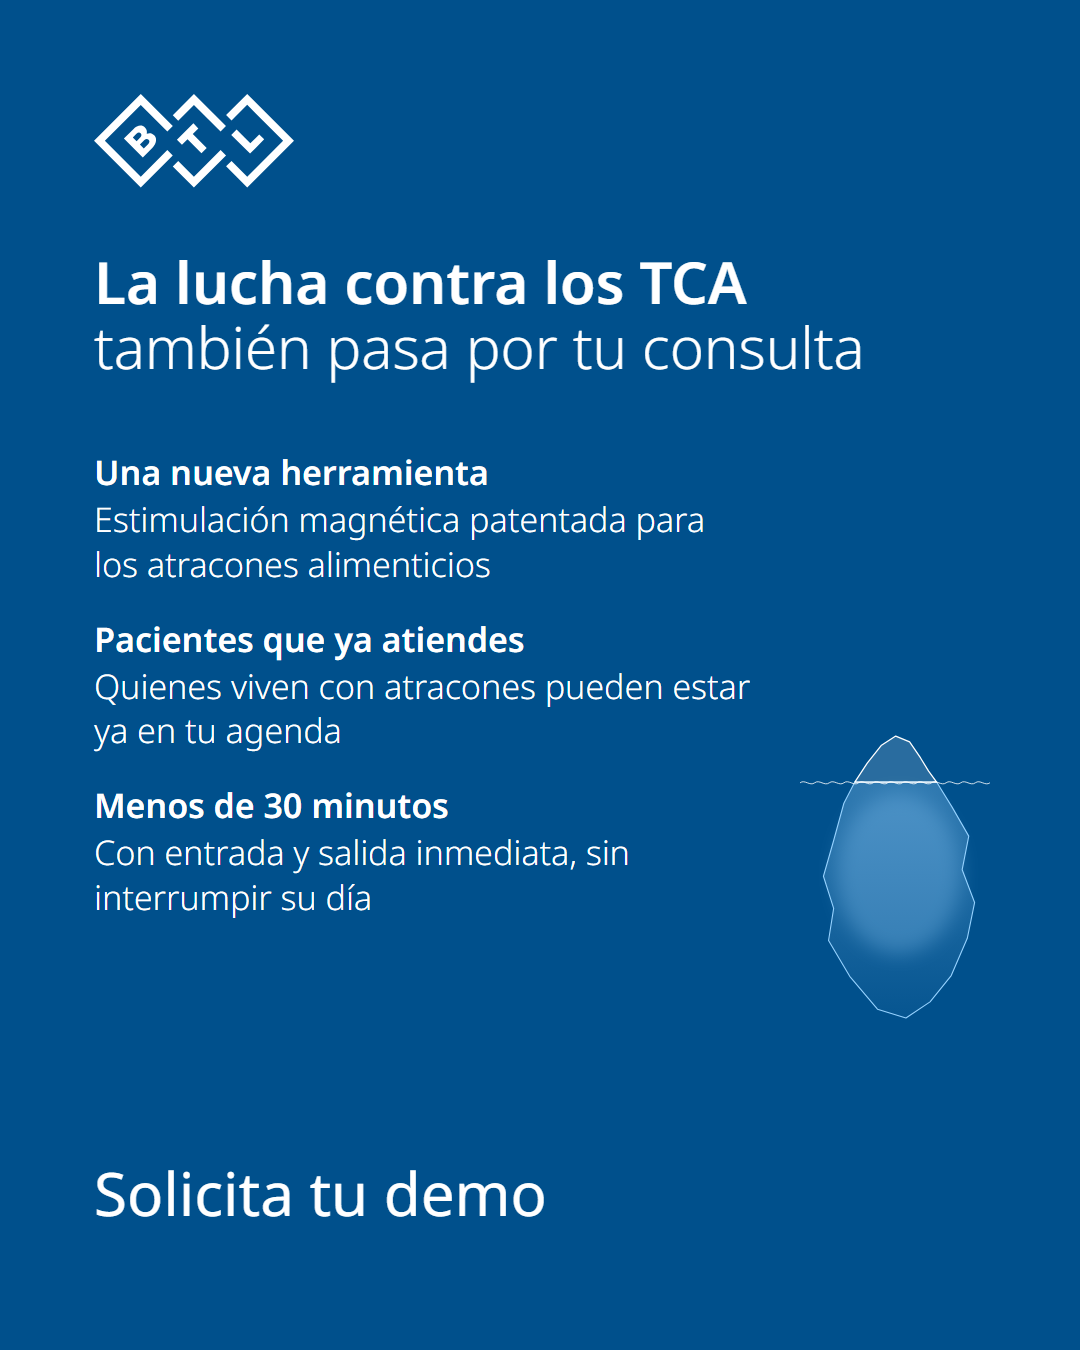 BTL
La lucha contra los TCA
también pasa por tu consulta
Una nueva herramienta
Estimulación magnética patentada para
los atracones alimenticios
Pacientes que ya atiendes
Quienes viven con atracones pueden estar
ya en tu agenda
Menos de 30 minutos
Con entrada y salida inmediata, sin
interrumpir su día
Solicita tu demo